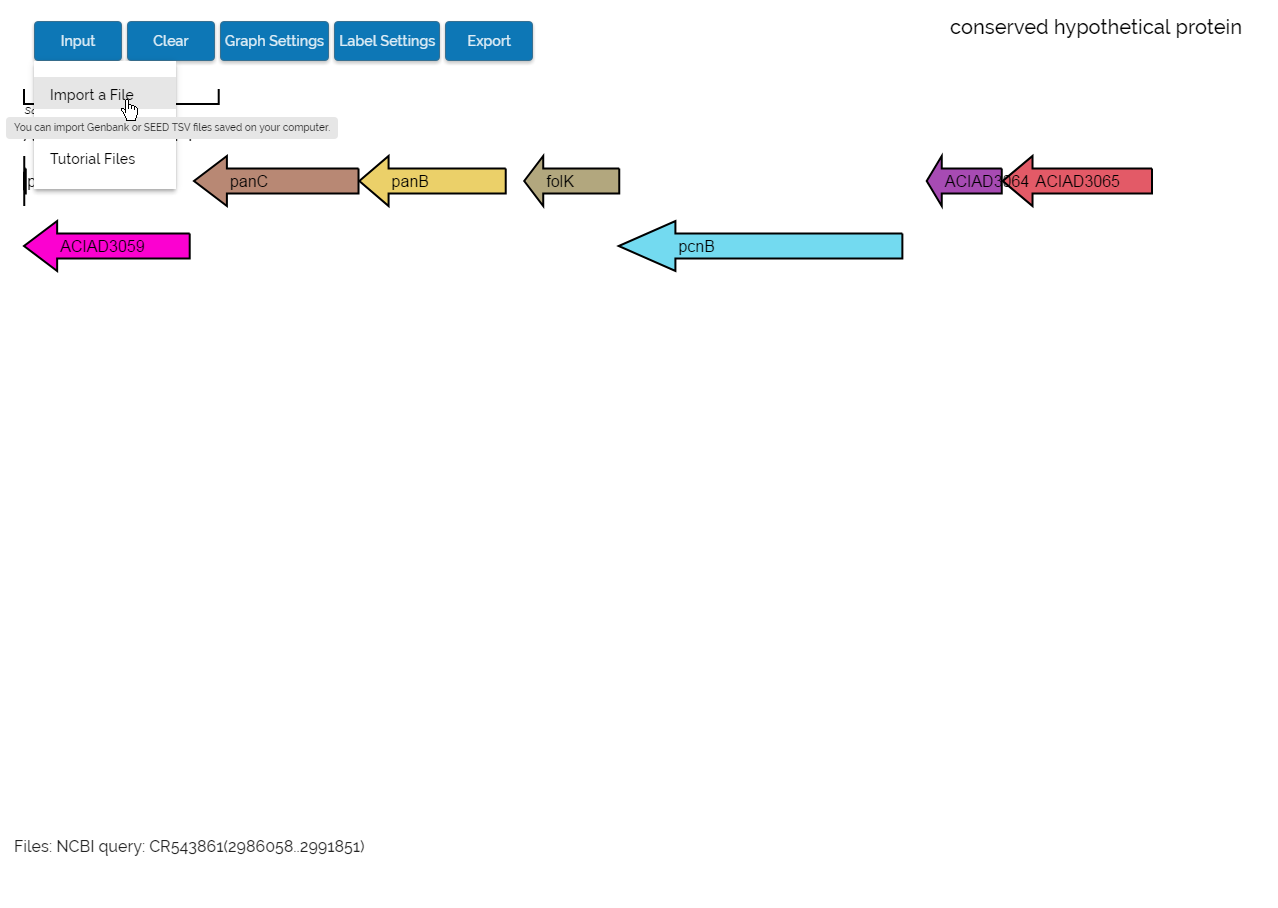 Input Clear Graph Settings Label Settings Export
conserved hypothetical protein
Import a File
You can import Genbank or SEED TSV files saved on your computer.
Tutorial Files
panC panB folK ACIAD3064 ACIAD3065
ACIAD3059 pcnB
Files: NCBI query: CR543861(2986058..2991851)